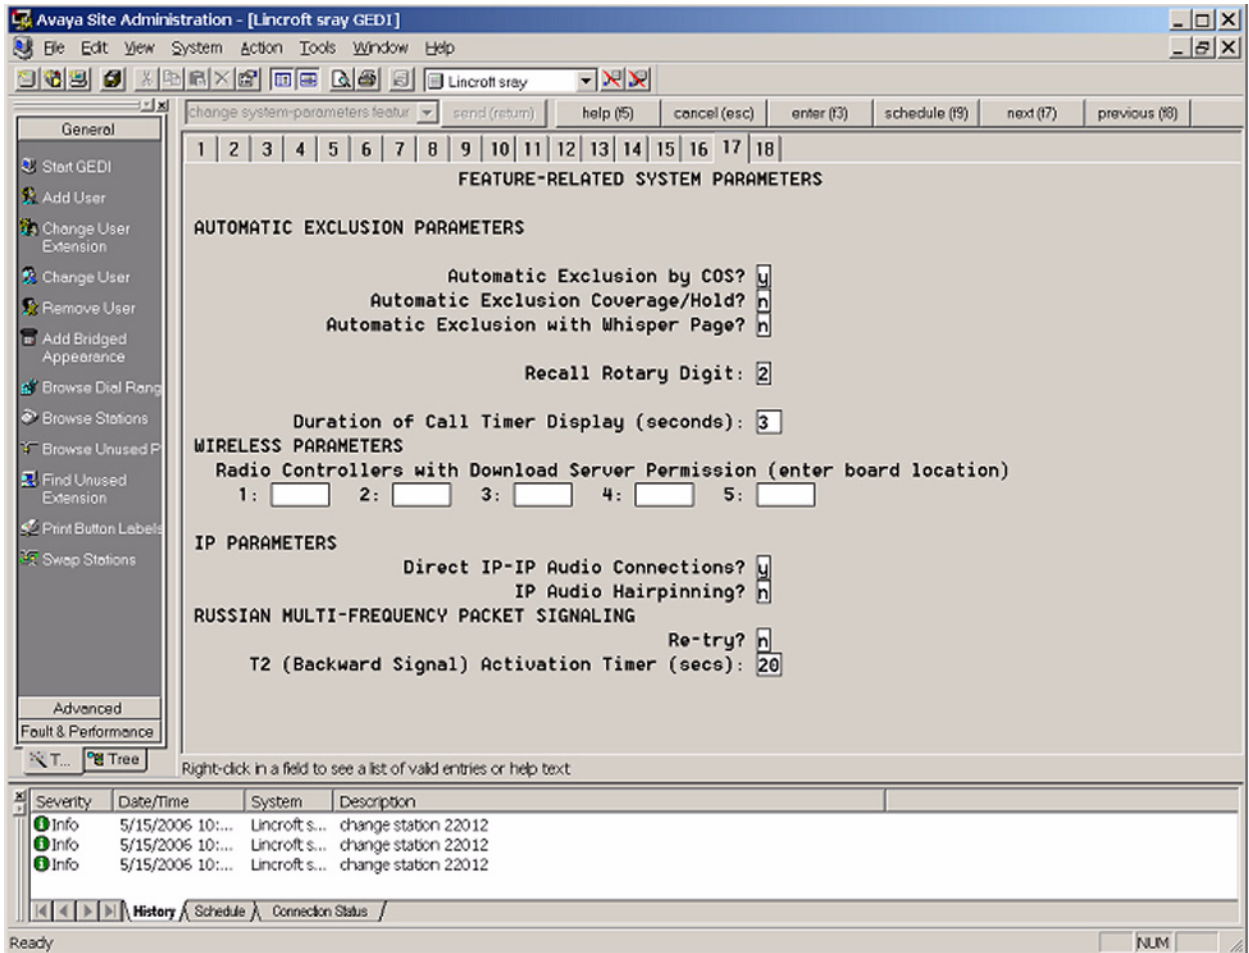 Avaya Site Administration - [Lincroft sray GEDI]
File Edit View System Action Tools Window Help
Lincroft sray
change system-parameters featur send (return) help (f5) cancel (esc) enter (f3) schedule (f9) next (f7) previous (f8)
General
Start GEDI
Add User
Change User
Extension
Change User
Remove User
Add Bridged
Appearance
Browse Dial Rang
Browse Stations
Browse Unused P
Find Unused
Extension
Print Button Labels
Swap Stations
Advanced
Fault & Performance
T... Tree
1 2 3 4 5 6 7 8 9 10 11 12 13 14 15 16 17 18
FEATURE-RELATED SYSTEM PARAMETERS
AUTOMATIC EXCLUSION PARAMETERS
Automatic Exclusion by COS? y
Automatic Exclusion Coverage/Hold? n
Automatic Exclusion with Whisper Page? n
Recall Rotary Digit: 2
Duration of Call Timer Display (seconds): 3
WIRELESS PARAMETERS
Radio Controllers with Download Server Permission (enter board location)
1: 2: 3: 4: 5:
IP PARAMETERS
Direct IP-IP Audio Connections? y
IP Audio Hairpinning? n
RUSSIAN MULTI-FREQUENCY PACKET SIGNALING
Re-try? n
T2 (Backward Signal) Activation Timer (secs): 20
Right-click in a field to see a list of valid entries or help text
Severity Date/Time System Description
Info 5/15/2006 10:... Lincroft s... change station 22012
Info 5/15/2006 10:... Lincroft s... change station 22012
Info 5/15/2006 10:... Lincroft s... change station 22012
History Schedule Connection Status
Ready NUM